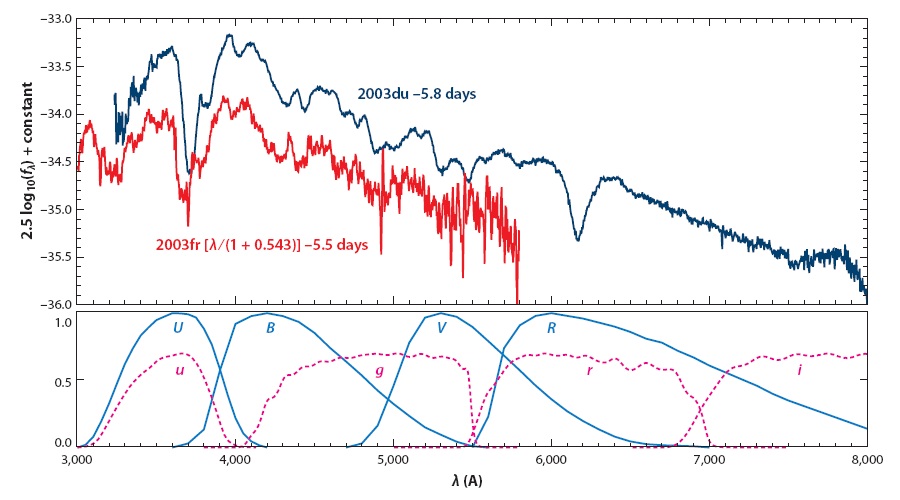 −33.0
−33.5
−34.0
−34.5
−35.0
−35.5
−36.0
2.5 log10(fλ) + constant
2003du −5.8 days
2003fr [λ/(1 + 0.543)] −5.5 days
1.0
0.5
0.0
U
B
V
R
u
g
r
i
3,000
4,000
5,000
6,000
7,000
8,000
λ (A)